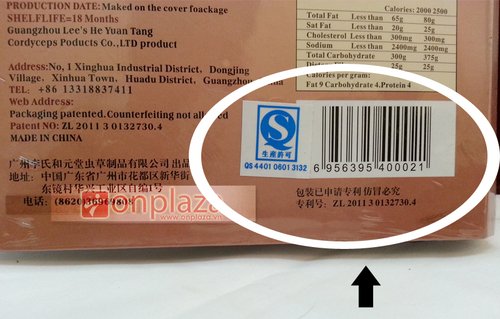 PRODUCTION DATE: Maked on the cover foackage
SHELFLIFE=18 Months
Guangzhou Lee's He Yuan Tang
Cordyceps Poducts Co.,LTD product
Address:No,1 Xinghua Industrial District, Dongjing
Village, Xinhua Town, Huadu District, Guangzhou
TEL: +86 13318837411
Web Address:
Packaging patented.Counterfeiting not allowed
Patent NO: ZL 2011 3 0132730.4
MADE IN CHINA
广州李氏和元堂虫草制品有限公司 出品
地址:中国广东省广州市花都区新华街
东镜村华兴工业区自编1号
电话:(8620)36969808
onplaza
www.onplaza.vn
Calories: 2000 2500
Total Fat Less than 65g 80g
Sat Fat Less than 20g 25g
Cholesterol Less than 300mg 300mg
Sodium Less than 2400mg 2400mg
Total Carbohydrate 300g 375g
25g 25g
Calories per gram:
Fat 9 Carbohydrate 4.Protein 4
生产许可
QS 4401 0601 3132
6 956395 400021
包装已申请专利 仿冒必究
专利号: ZL 2011 3 0132730.4